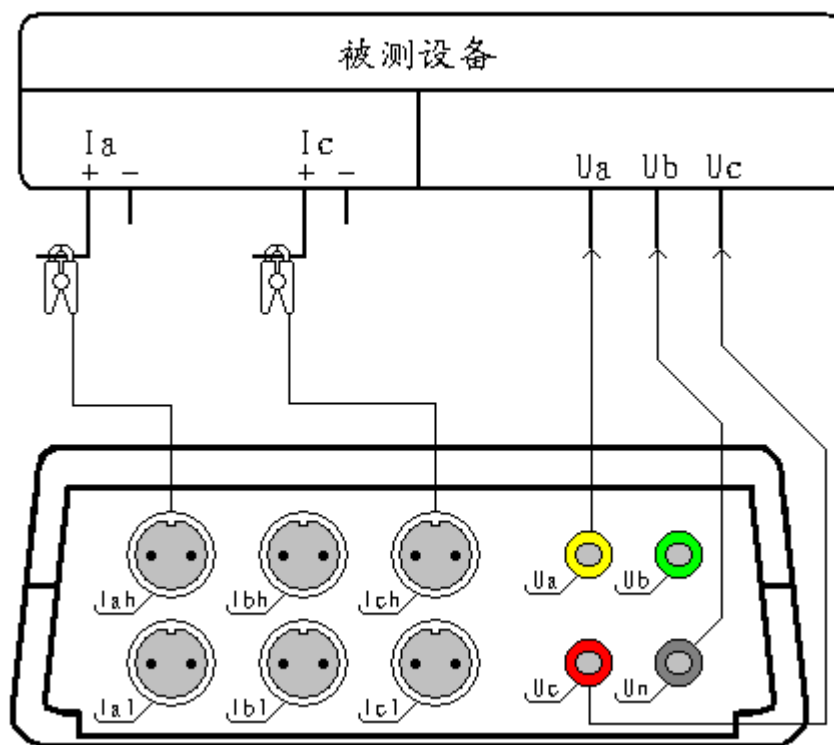 被测设备
Ia Ic
+ - + -
Ua Ub Uc
Iah Ibh Ich Ua Ub
Ial Ibl Icl Uc Un